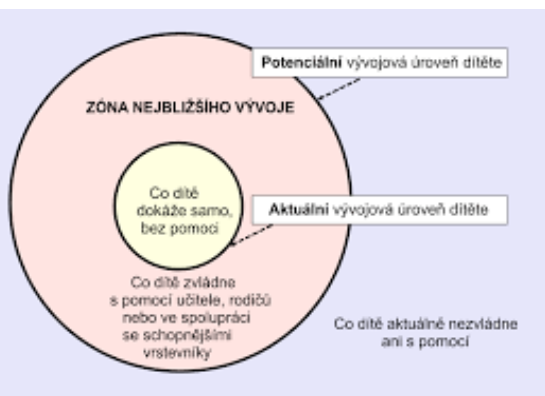 Potenciální vývojová úroveň dítěte
ZÓNA NEJBLIŽŠÍHO VÝVOJE
Co dítě
dokáže samo,
bez pomoci
Aktuální vývojová úroveň dítěte
Co dítě zvládne
s pomocí učitele, rodičů
nebo ve spolupráci
se schopnějšími
vrstevníky
Co dítě aktuálně nezvládne
ani s pomocí